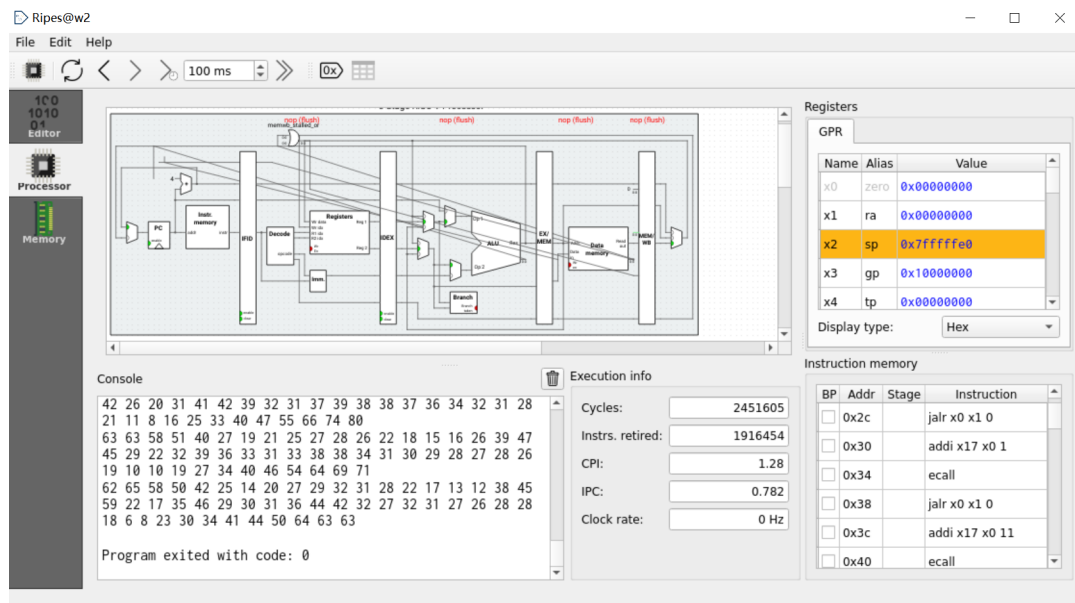 Ripes@w2
File Edit Help
100 ms
0x
Editor
Processor
Memory
nop (flush) nop (flush) nop (flush) nop (flush)
memwb_stalled_or
4
PC
Instr. memory
IFID
Decode
opcode
Registers
Imm.
IDEX
Op 1
ALU
Op 2
Branch
EX/MEM
Data memory
MEM/WB
Console
42 26 20 31 41 42 39 32 31 37 39 38 38 37 36 34 32 31 28
21 11 8 16 25 33 40 47 55 66 74 80
63 63 58 51 40 27 19 21 25 27 28 26 22 18 15 16 26 39 47
45 29 22 32 39 36 33 31 33 38 38 34 31 30 29 28 27 28 26
19 10 10 19 27 34 40 46 54 64 69 71
62 65 58 50 42 25 14 20 27 29 32 31 28 22 17 13 12 38 45
59 22 17 35 46 29 30 31 36 44 42 32 27 32 31 27 26 28 28
18 6 8 23 30 34 41 44 50 64 63 63
Program exited with code: 0
Execution info
Cycles: 2451605
Instrs. retired: 1916454
CPI: 1.28
IPC: 0.782
Clock rate: 0 Hz
Registers
GPR
Name Alias Value
x0 zero 0x00000000
x1 ra 0x00000000
x2 sp 0x7fffffe0
x3 gp 0x10000000
x4 tp 0x00000000
Display type: Hex
Instruction memory
BP Addr Stage Instruction
0x2c jalr x0 x1 0
0x30 addi x17 x0 1
0x34 ecall
0x38 jalr x0 x1 0
0x3c addi x17 x0 11
0x40 ecall